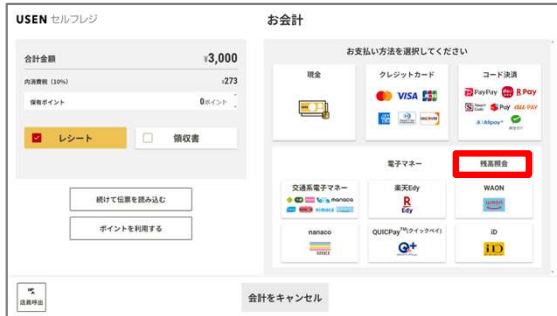 USEN セルフレジ
お会計
合計金額 ¥3,000
内消費税 (10%) ¥273
保有ポイント 0ポイント
レシート
領収書
続けて伝票を読み込む
ポイントを利用する
店員呼出
会計をキャンセル
お支払い方法を選択してください
現金
クレジットカード
コード決済
VISA
JCB
PayPay
R Pay
d払い
au PAY
Alipay+
電子マネー
残高照会
交通系電子マネー
楽天Edy
WAON
manaca
R
Edy
nanaco
QUICPay™(クイックペイ)
iD
nanaco
iD